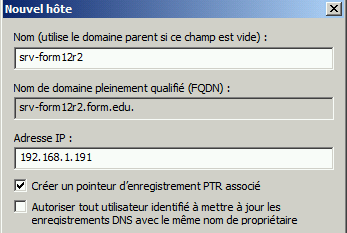 Nouvel hôte
Nom (utilise le domaine parent si ce champ est vide) :
srv-form12r2
Nom de domaine pleinement qualifié (FQDN) :
srv-form12r2.form.edu.
Adresse IP :
192.168.1.191
Créer un pointeur d'enregistrement PTR associé
Autoriser tout utilisateur identifié à mettre à jour les
enregistrements DNS avec le même nom de propriétaire